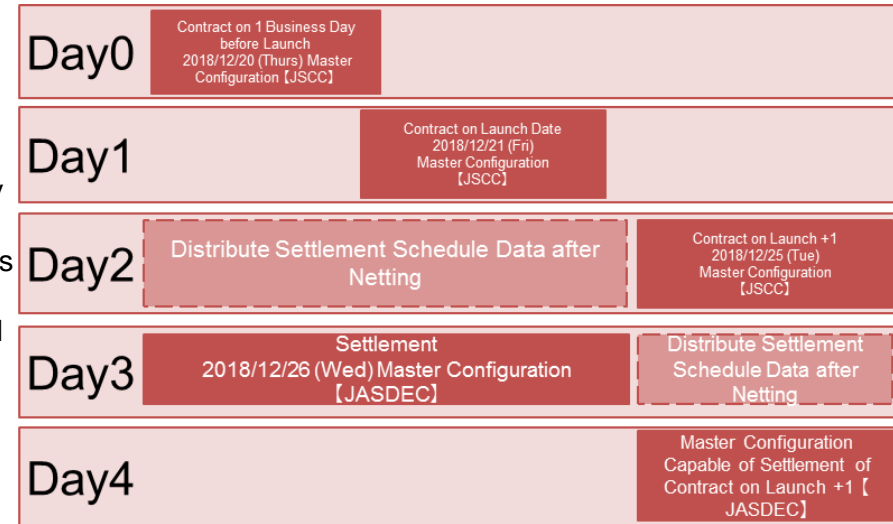 Day0
Contract on 1 Business Day
before Launch
2018/12/20 (Thurs) Master
Configuration【JSCC】
Day1
Contract on Launch Date
2018/12/21 (Fri)
Master Configuration
【JSCC】
y
s
Day2
Distribute Settlement Schedule Data after
Netting
Contract on Launch +1
2018/12/25 (Tue)
Master Configuration
【JSCC】
Day3
Settlement
2018/12/26 (Wed) Master Configuration
【JASDEC】
Distribute Settlement
Schedule Data after
Netting
Day4
Master Configuration
Capable of Settlement of
Contract on Launch +1【
JASDEC】